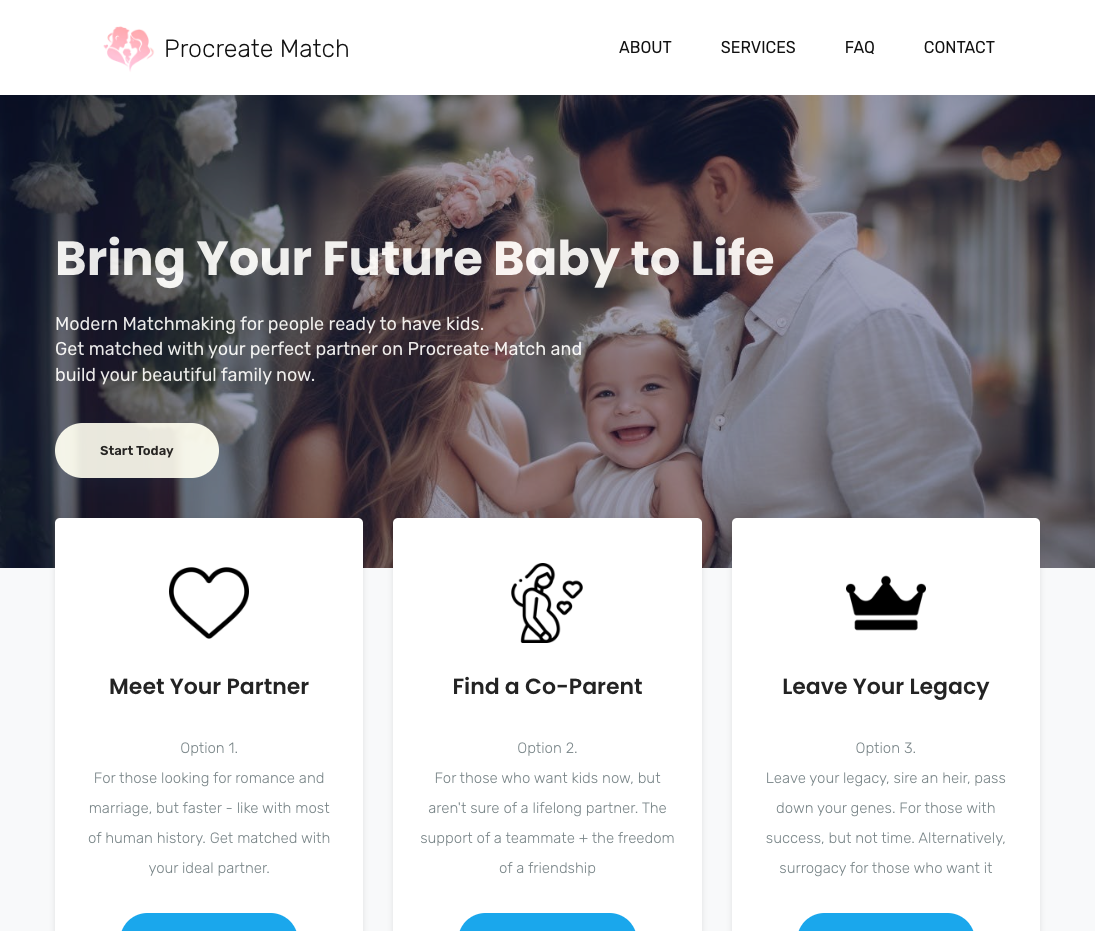 Procreate Match
ABOUT
SERVICES
FAQ
CONTACT
Bring Your Future Baby to Life
Modern Matchmaking for people ready to have kids.
Get matched with your perfect partner on Procreate Match and
build your beautiful family now.
Start Today
Meet Your Partner
Option 1.
For those looking for romance and
marriage, but faster - like with most
of human history. Get matched with
your ideal partner.
Find a Co-Parent
Option 2.
For those who want kids now, but
aren't sure of a lifelong partner. The
support of a teammate + the freedom
of a friendship
Leave Your Legacy
Option 3.
Leave your legacy, sire an heir, pass
down your genes. For those with
success, but not time. Alternatively,
surrogacy for those who want it